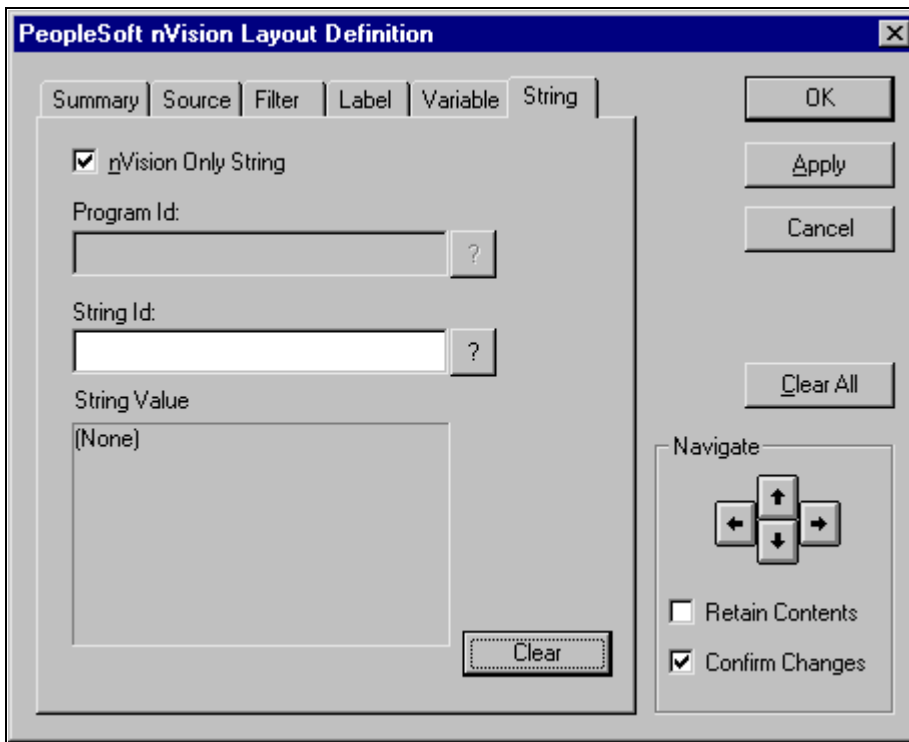 PeopleSoft nVision Layout Definition
Summary Source Filter Label Variable String
nVision Only String
Program Id:
?
String Id:
?
String Value
(None)
Clear
OK
Apply
Cancel
Clear All
Navigate
Retain Contents
Confirm Changes